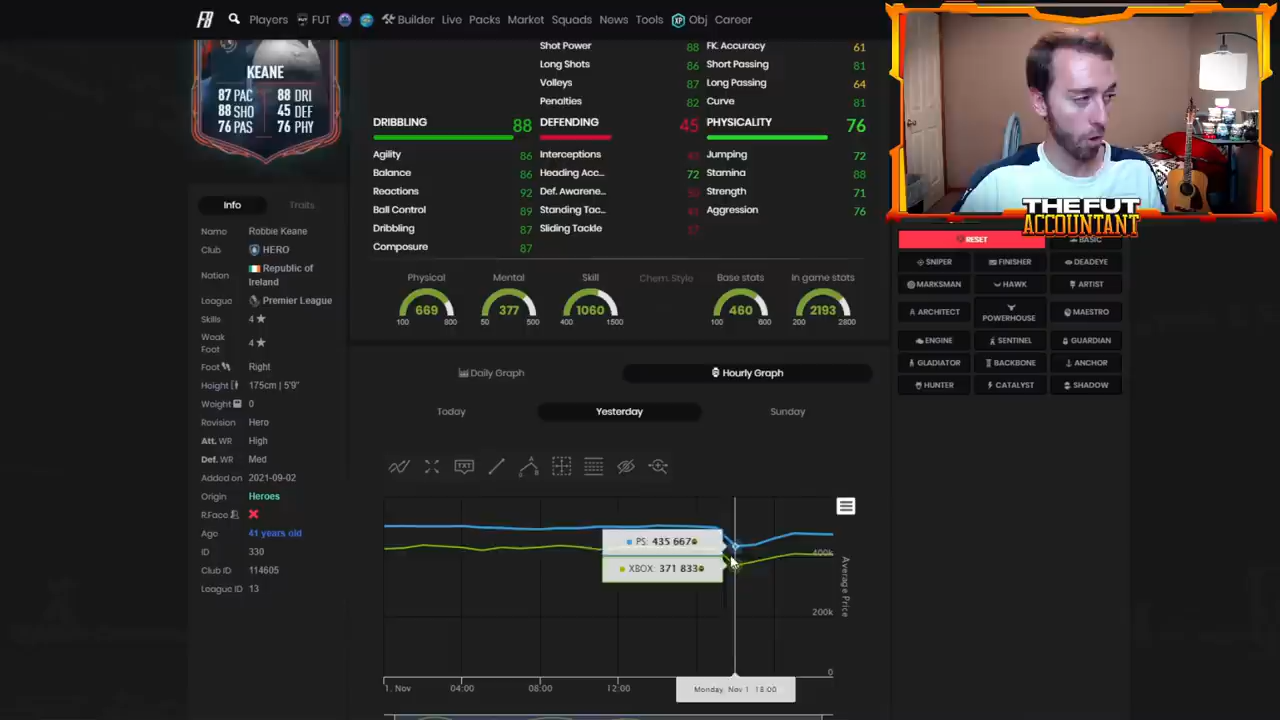 FB Players FUT Builder Live Packs Market Squads News Tools XP Obj Career
KEANE
87 PAC 88 DRI
88 SHO 45 DEF
76 PAS 76 PHY
Shot Power 88
Long Shots 86
Volleys 87
Penalties 82
FK. Accuracy 61
Short Passing 81
Long Passing 64
Curve 81
DRIBBLING 88
Agility 86
Balance 86
Reactions 92
Ball Control 89
Dribbling 87
Composure 87
DEFENDING 45
Interceptions
Heading Acc... 72
Def. Awarene...
Standing Tac...
Sliding Tackle
PHYSICALITY 76
Jumping 72
Stamina 88
Strength 71
Aggression 76
THE FUT
ACCOUNTANT
Info Traits
Name Robbie Keane
Club HERO
Nation Republic of
Ireland
League Premier League
Skills 4
Weak
Foot 4
Foot Right
Height 175cm | 5'9"
Weight 0
Revision Hero
Att. WR High
Def. WR Med
Added on 2021-09-02
Origin Heroes
R.Face
Age 41 years old
ID 330
Club ID 114605
League ID 13
Physical
669
100 800
Mental
377
50 500
Skill
1060
400 1500
Chem. Style
Base stats
460
100 600
In game stats
2193
200 2800
RESET BASIC
SNIPER FINISHER DEADEYE
MARKSMAN HAWK ARTIST
ARCHITECT POWERHOUSE MAESTRO
ENGINE SENTINEL GUARDIAN
GLADIATOR BACKBONE ANCHOR
HUNTER CATALYST SHADOW
Daily Graph Hourly Graph
Today Yesterday Sunday
TXT
PS: 435 667
XBOX: 371 833
400k
200k
0
Average Price
1. Nov 04:00 08:00 12:00
Monday, Nov 1 18:00